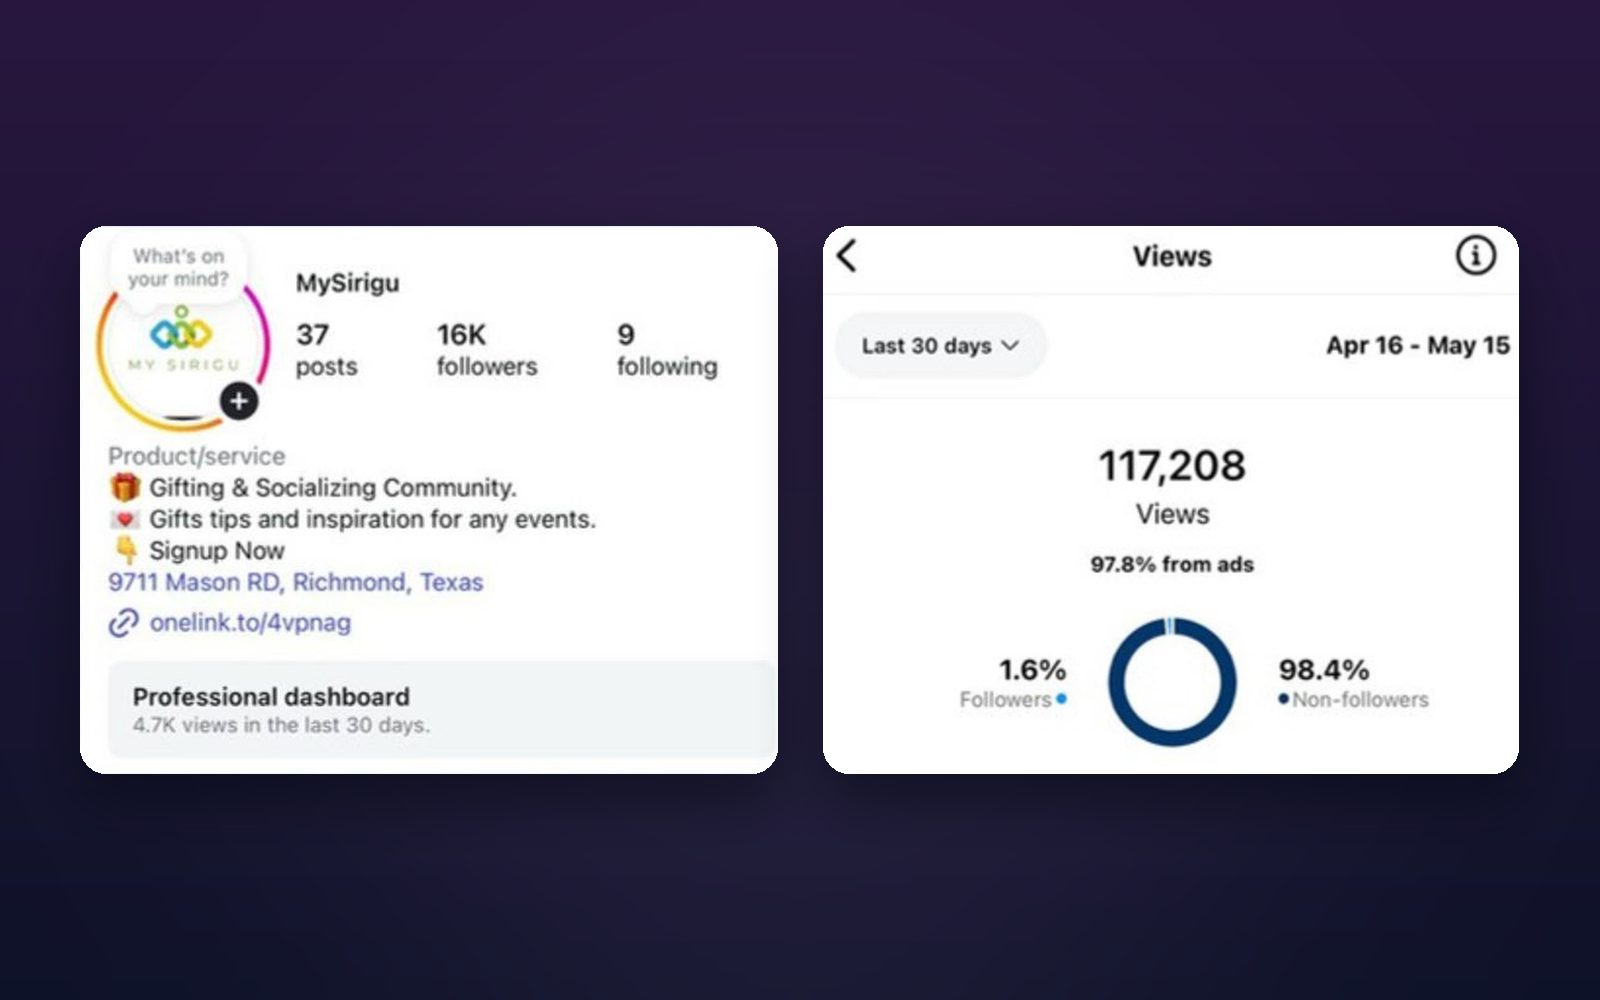 What's on
your mind?
MY SIRIGU
MySirigu
37
posts
16K
followers
9
following
Product/service
🎁 Gifting & Socializing Community.
💌 Gifts tips and inspiration for any events.
👇 Signup Now
9711 Mason RD, Richmond, Texas
onelink.to/4vpnag
Professional dashboard
4.7K views in the last 30 days.
Views
Last 30 days
Apr 16 - May 15
117,208
Views
97.8% from ads
1.6%
Followers
98.4%
Non-followers